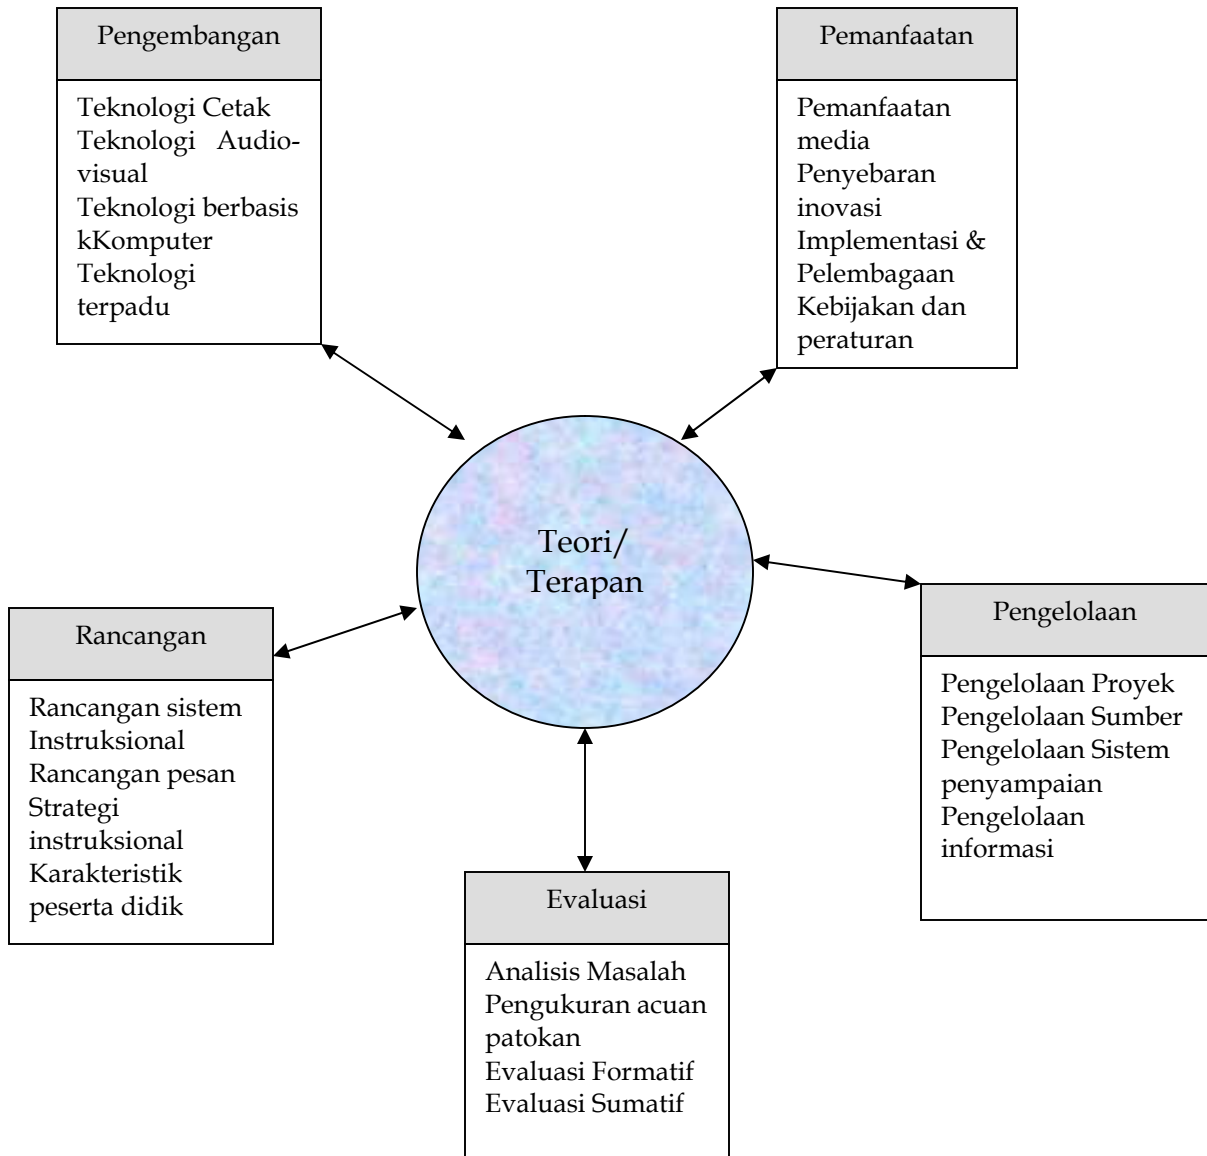 Pengembangan
Teknologi Cetak
Teknologi Audio-
visual
Teknologi berbasis
kKomputer
Teknologi
terpadu
Pemanfaatan
Pemanfaatan
media
Penyebaran
inovasi
Implementasi &
Pelembagaan
Kebijakan dan
peraturan
Teori/
Terapan
Rancangan
Rancangan sistem
Instruksional
Rancangan pesan
Strategi
instruksional
Karakteristik
peserta didik
Pengelolaan
Pengelolaan Proyek
Pengelolaan Sumber
Pengelolaan Sistem
penyampaian
Pengelolaan
informasi
Evaluasi
Analisis Masalah
Pengukuran acuan
patokan
Evaluasi Formatif
Evaluasi Sumatif